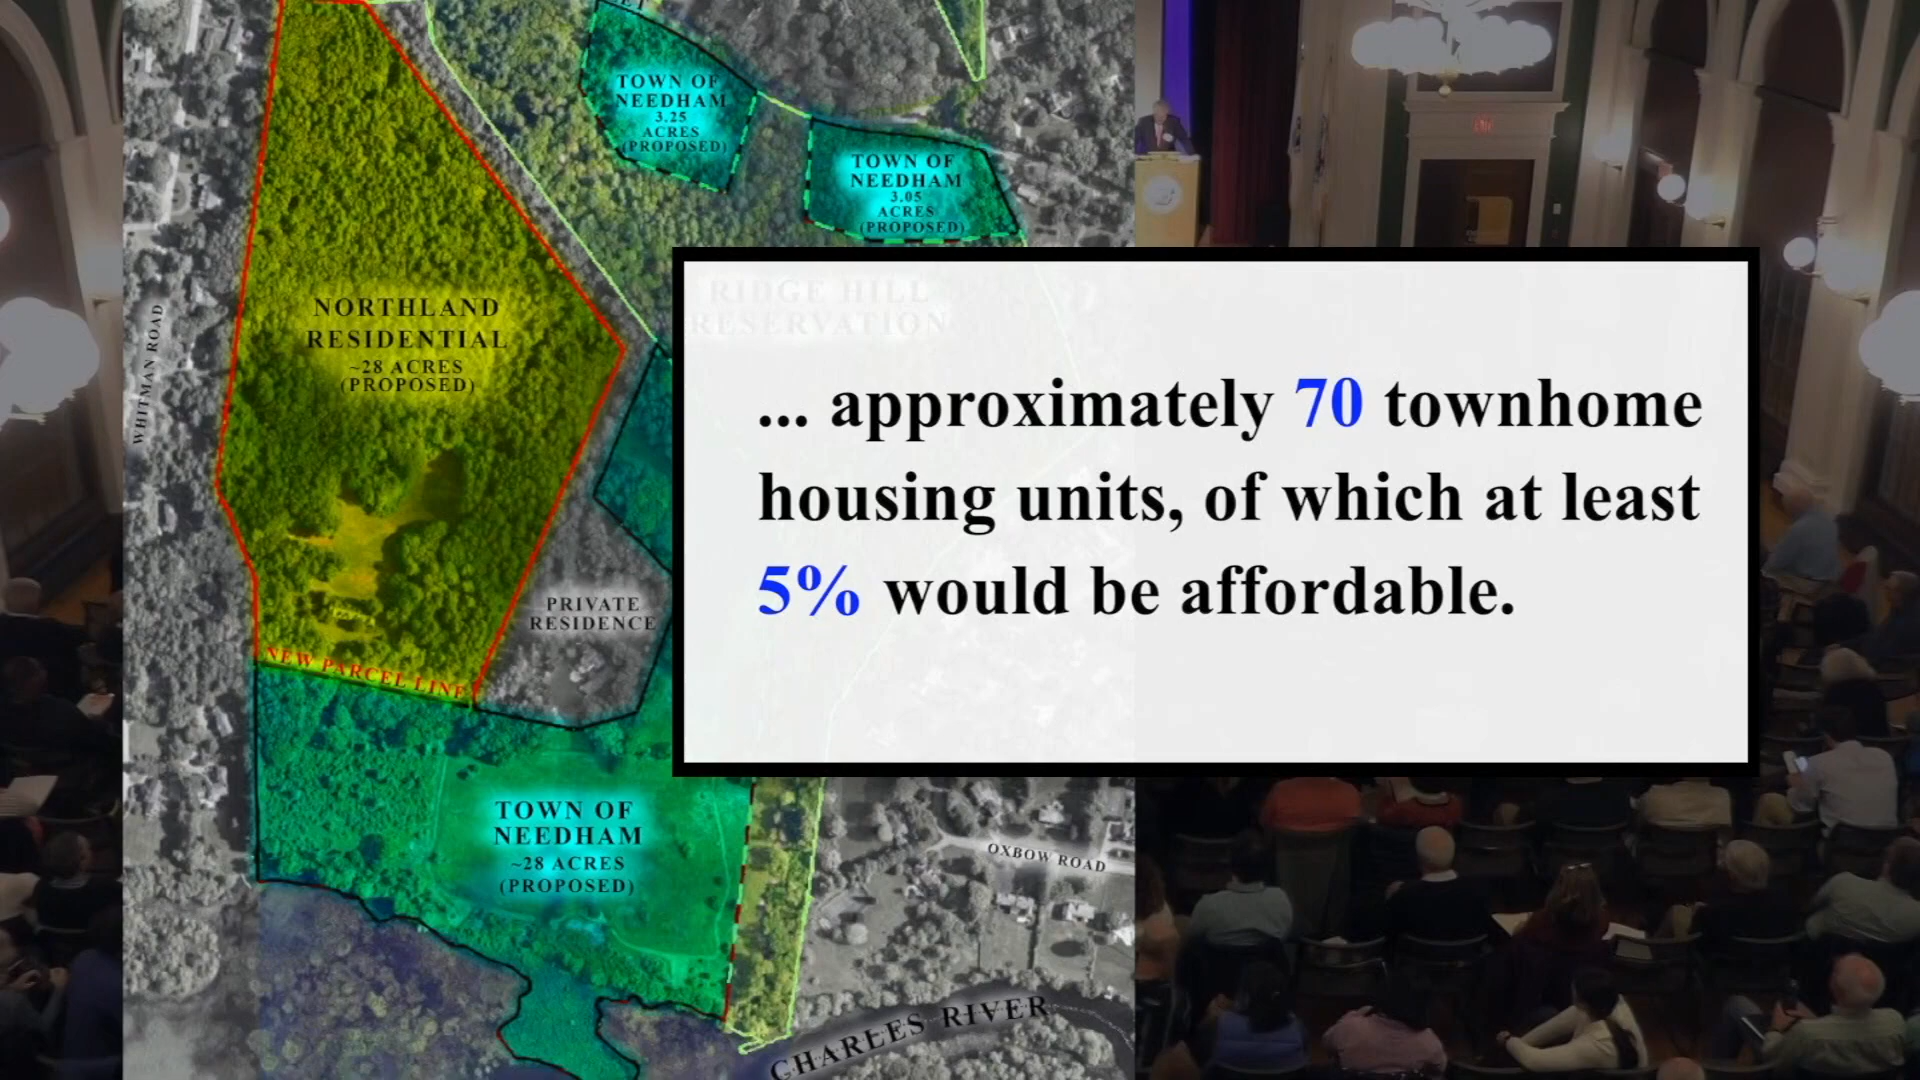 TOWN OF
NEEDHAM
3.25
ACRES
(PROPOSED)
TOWN OF
NEEDHAM
3.05
ACRES
(PROPOSED)
NORTHLAND
RESIDENTIAL
~28 ACRES
(PROPOSED)
WHITMAN ROAD
RIDGE HILL
RESERVATION
... approximately 70 townhome
housing units, of which at least
5% would be affordable.
PRIVATE
RESIDENCE
NEW PARCEL LINE
TOWN OF
NEEDHAM
~28 ACRES
(PROPOSED)
OXBOW ROAD
CHARLES RIVER